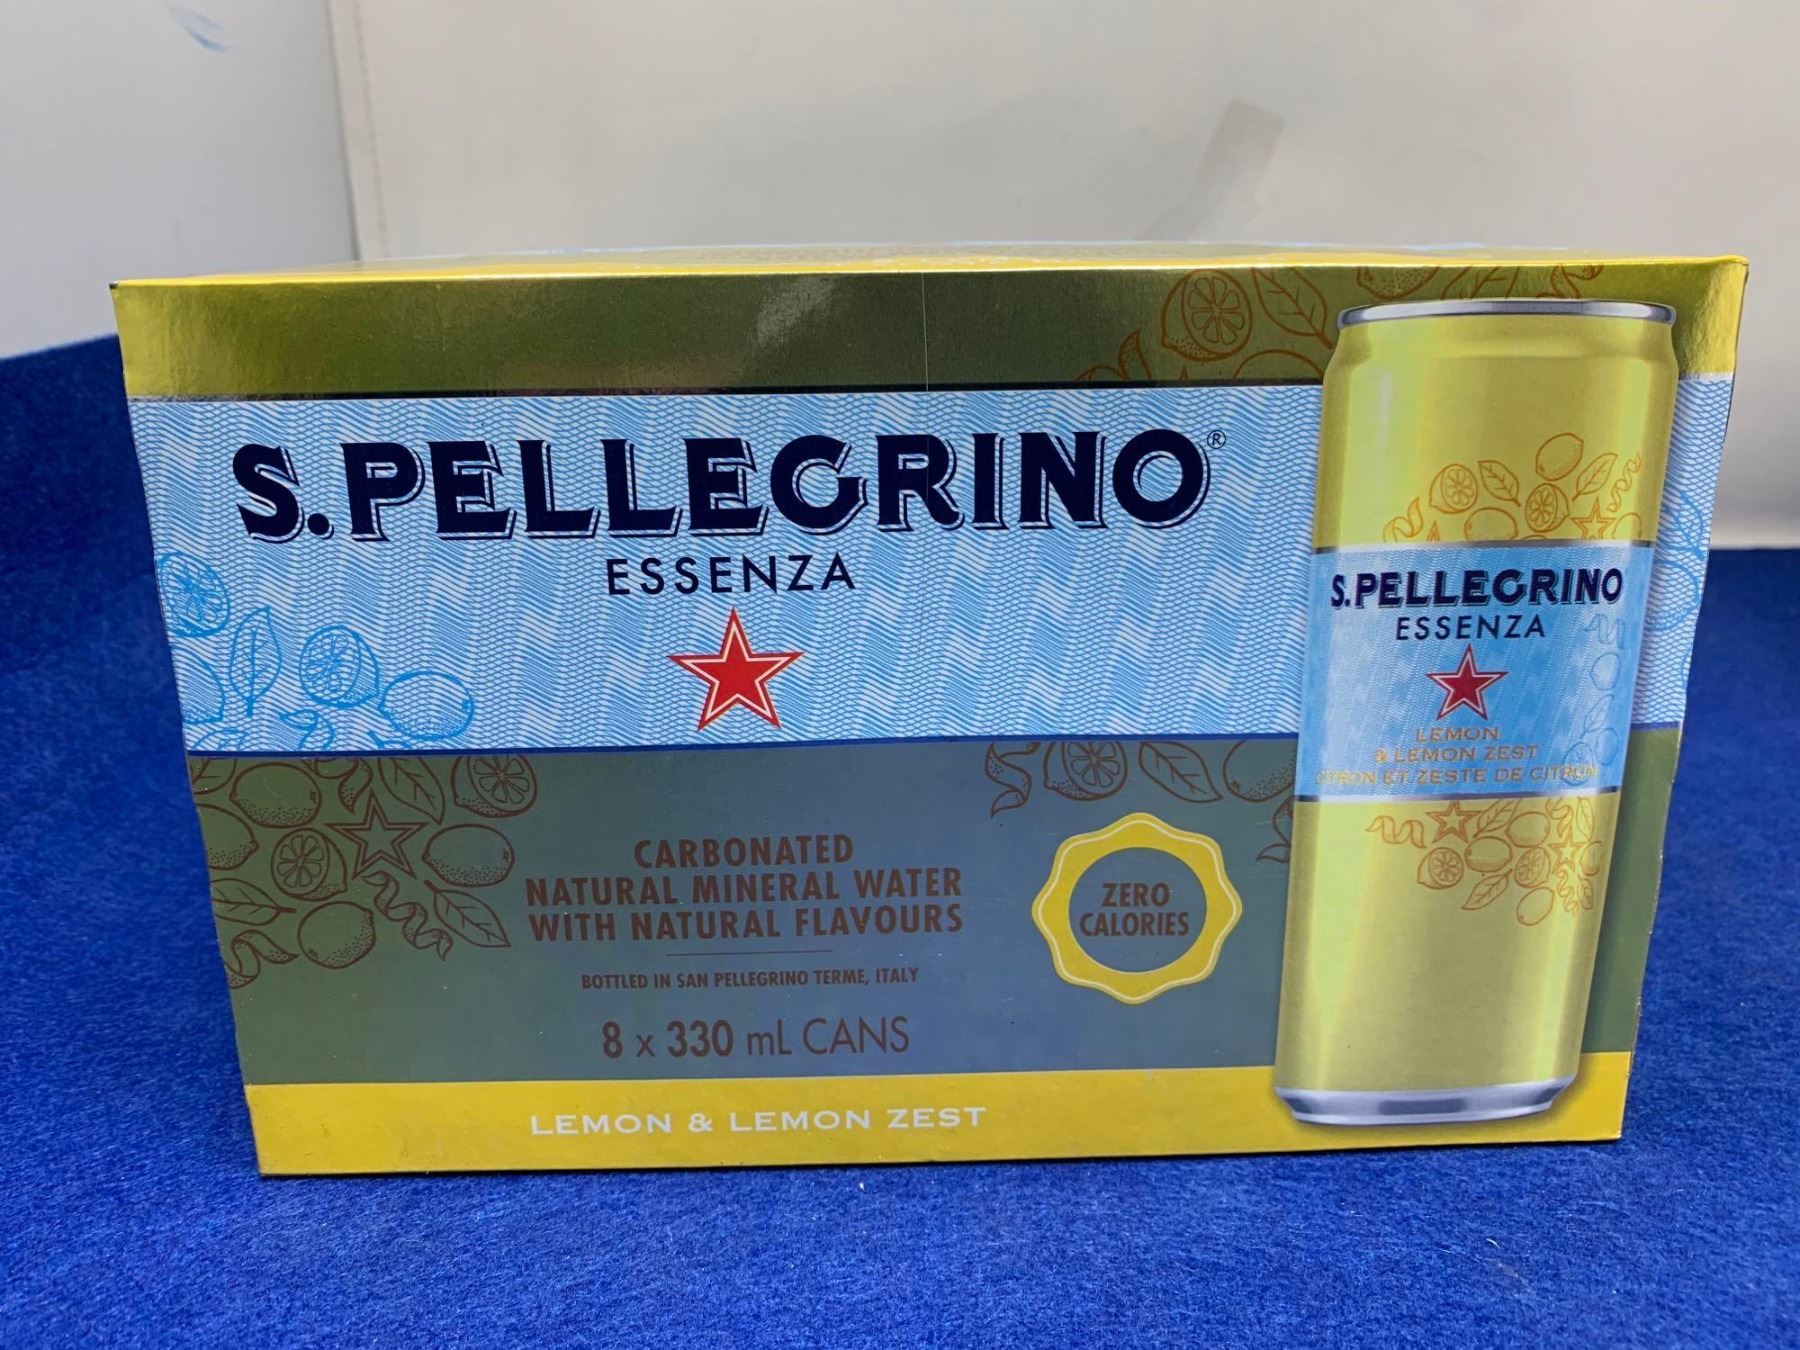 S.PELLEGRINO®
ESSENZA
CARBONATED
NATURAL MINERAL WATER
WITH NATURAL FLAVOURS
BOTTLED IN SAN PELLEGRINO TERME, ITALY
8 x 330 mL CANS
ZERO
CALORIES
LEMON & LEMON ZEST
S.PELLEGRINO
ESSENZA
LEMON
& LEMON ZEST
CITRON ET ZESTE DE CITRON